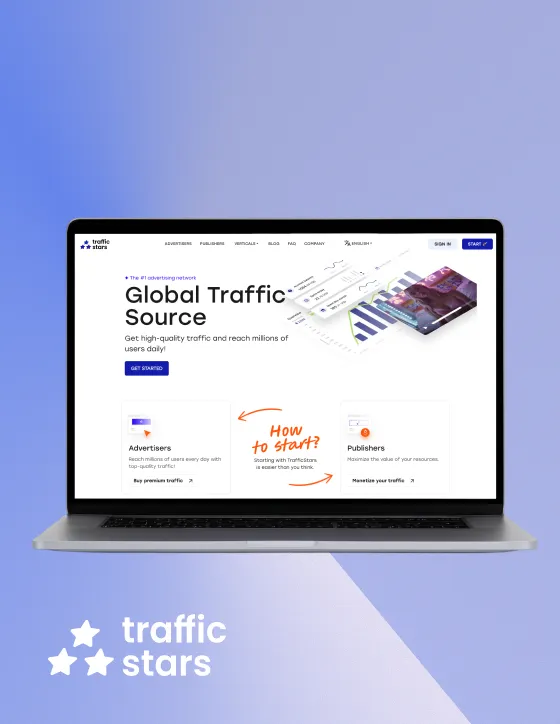 traffic
stars
ADVERTISERS PUBLISHERS VERTICALS BLOG FAQ COMPANY ENGLISH SIGN IN START
The #1 advertising network
Global Traffic
Source
Get high-quality traffic and reach millions of
users daily!
GET STARTED
How
to start?
Starting with TrafficStars
is easier than you think.
Advertisers
Reach millions of users every day with
top-quality traffic!
Buy premium traffic
Publishers
Maximize the value of your resources.
Monetize your traffic
traffic
stars